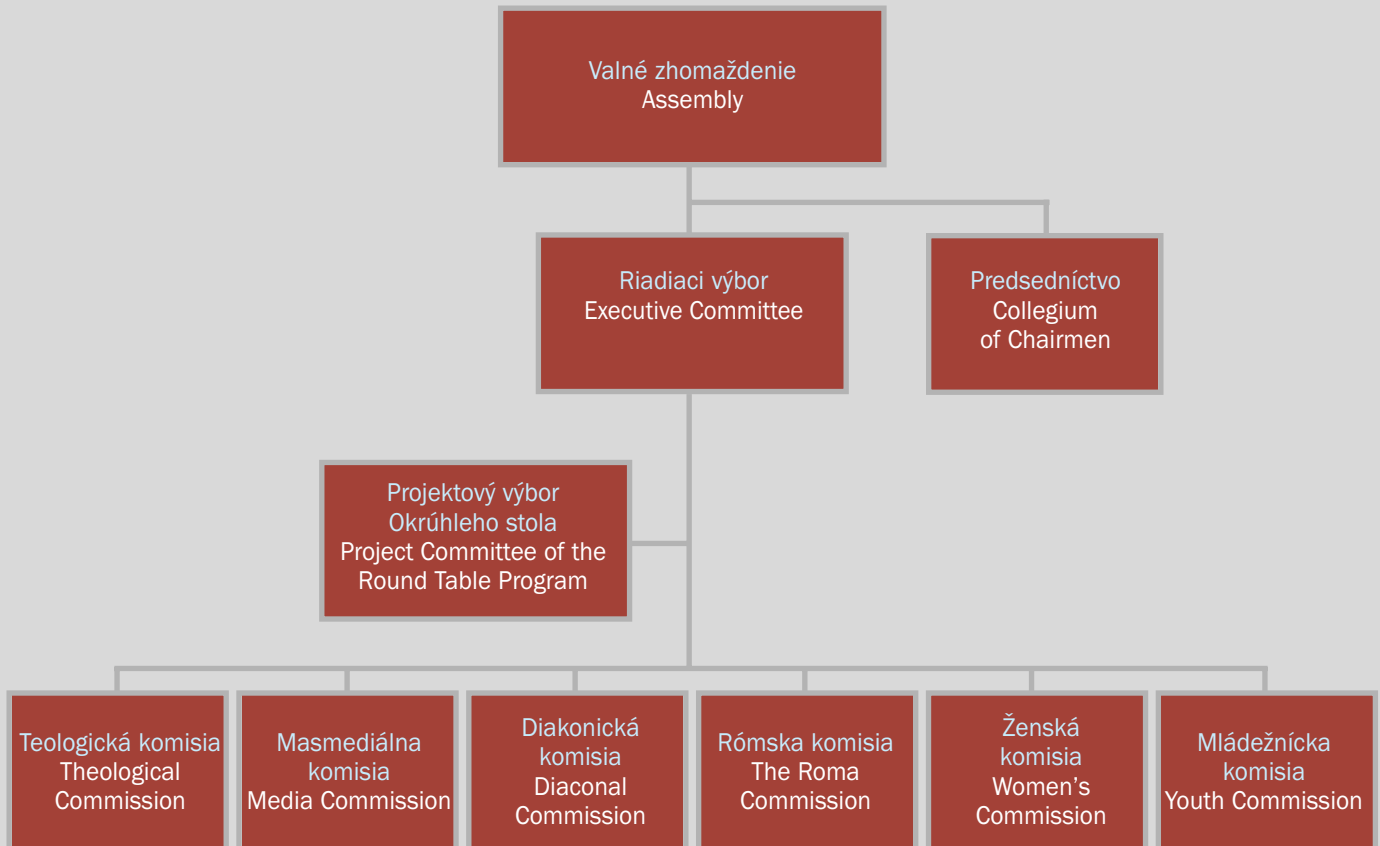 Valné zhomaždenie
Assembly
Riadiaci výbor
Executive Committee
Predsedníctvo
Collegium
of Chairmen
Projektový výbor
Okrúhleho stola
Project Committee of the
Round Table Program
Teologická komisia
Theological
Commission
Masmediálna
komisia
Media Commission
Diakonická
komisia
Diaconal
Commission
Rómska komisia
The Roma
Commission
Ženská
komisia
Women's
Commission
Mládežnícka
komisia
Youth Commission